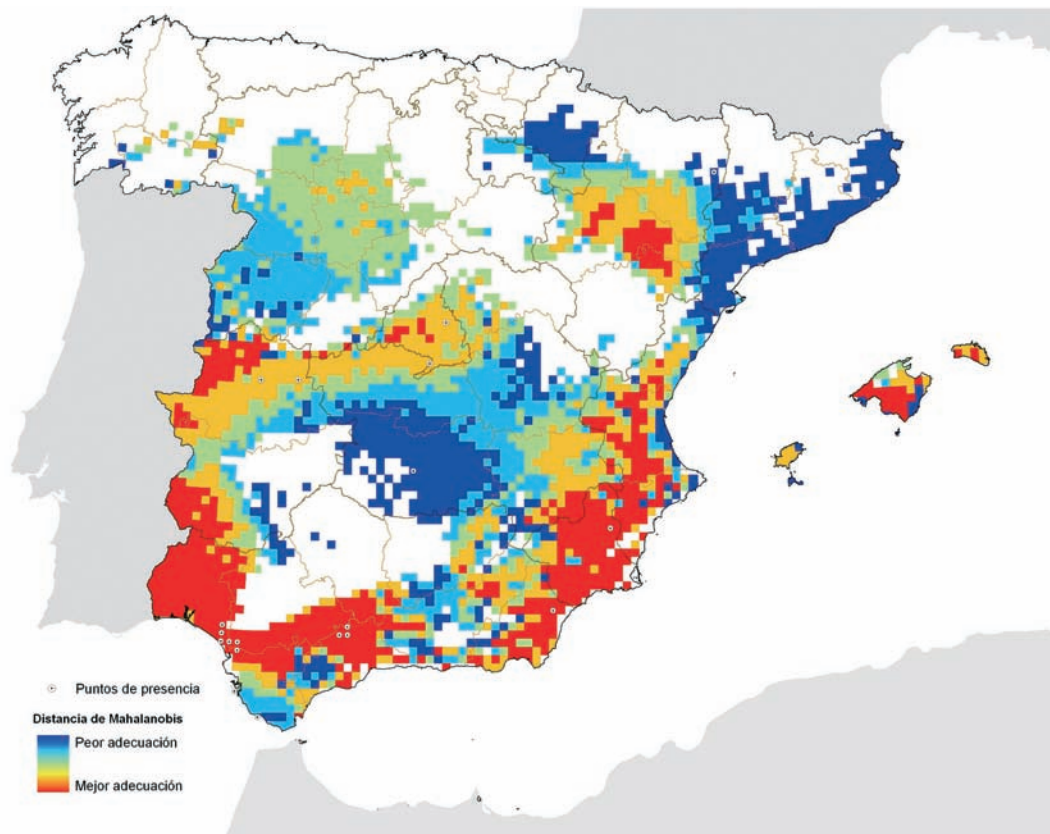 Puntos de presencia
Distancia de Mahalanobis
Peor adecuación
Mejor adecuación